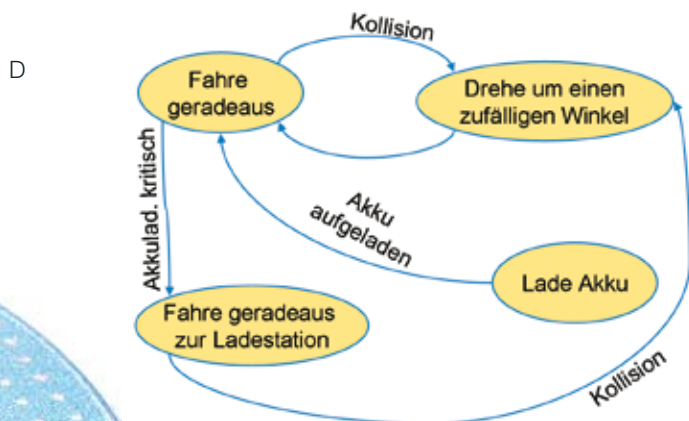 D
Kollision
Fahre
geradeaus
Drehe um einen
zufälligen Winkel
Akkulad. kritisch
Akku
aufgeladen
Lade Akku
Fahre geradeaus
zur Ladestation
Kollision